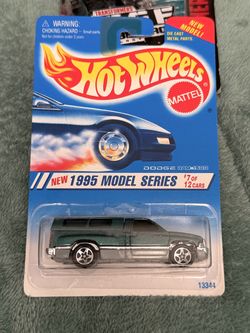 TRANSFORMERS
WARNING:
CHOKING HAZARD - Small parts.
Not for children under 3 years.
NEW
MODEL!
DIE CAST
METAL PARTS.
HOT WHEELS
MATTEL
DODGE
NEW 1995 MODEL SERIES
#7 OF
12 CARS
13344